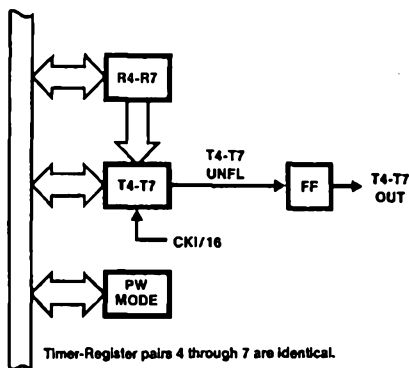 R4-R7
T4-T7
UNFL
T4-T7
FF
T4-T7
OUT
CKI/16
PW
MODE
Timer-Register pairs 4 through 7 are identical.